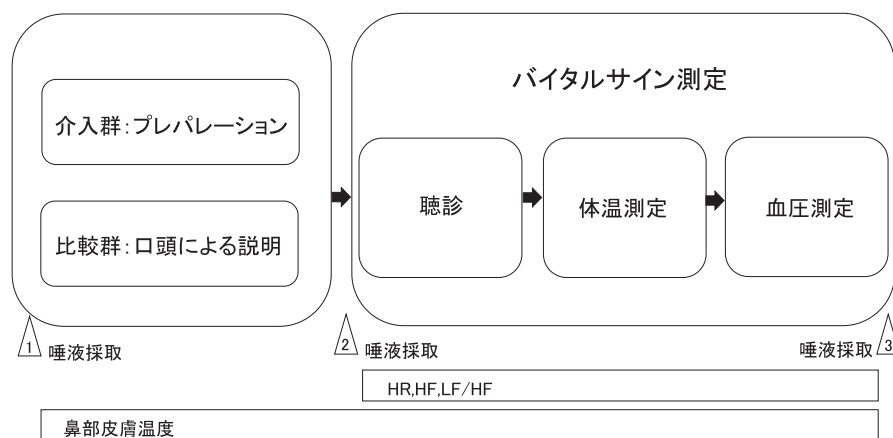 バイタルサイン測定
介入群：プレパレーション
比較群：口頭による説明
聴診
体温測定
血圧測定
1 唾液採取
2 唾液採取
唾液採取 3
HR,HF,LF/HF
鼻部皮膚温度